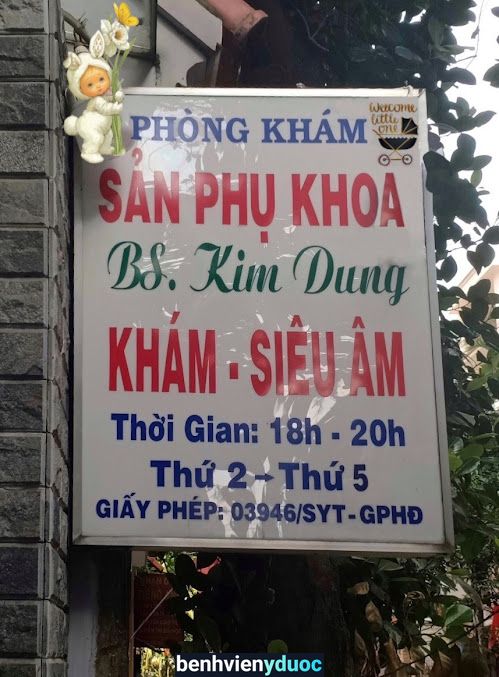 PHÒNG KHÁM
Welcome
little
one
SẢN PHỤ KHOA
BS. Kim Dung
KHÁM - SIÊU ÂM
Thời Gian: 18h - 20h
Thứ 2 - Thứ 5
GIẤY PHÉP: 03946/SYT-GPHĐ
benhvienyduoc